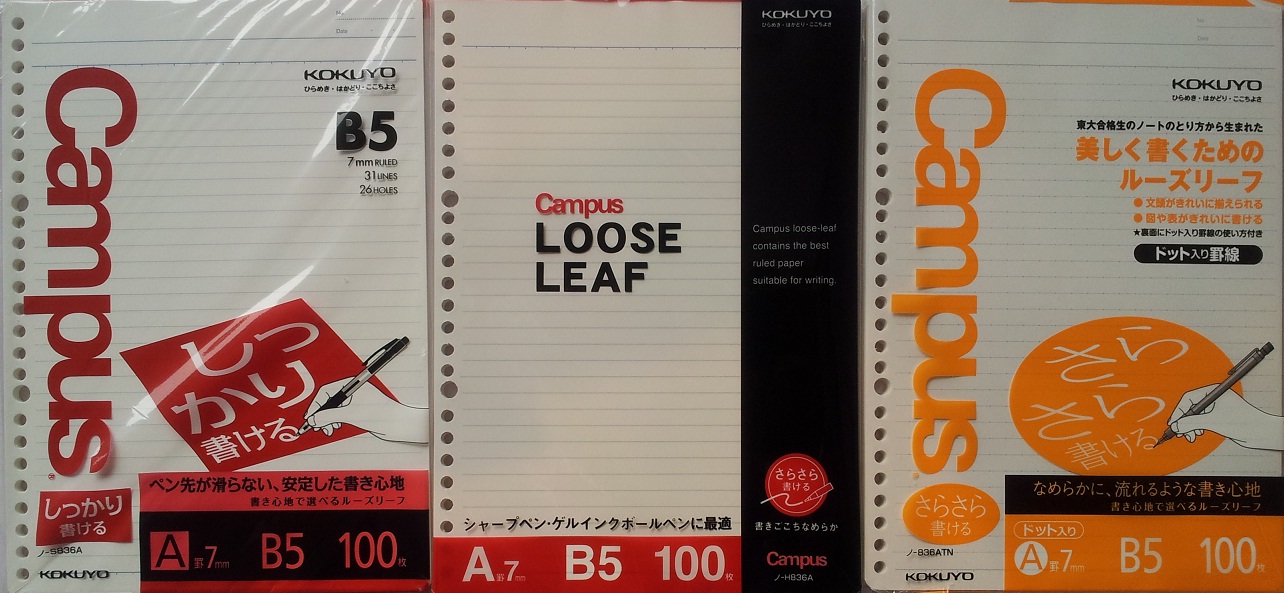 No.
Date
KOKUYO
ひらめき・はかどり・ここちよさ
B5
7mm RULED
31 LINES
26 HOLES
Campus
しっ
かり
書ける
ペン先が滑らない、安定した書き心地
書き心地で選べるルーズリーフ
しっかり
書ける
ノ-S836A
KOKUYO
A 罫 7mm B5 100枚
KOKUYO
ひらめき・はかどり・ここちよさ
Campus
LOOSE
LEAF
Campus loose-leaf
contains the best
ruled paper
suitable for writing.
さらさら
書ける
書きごこちなめらか
シャープペン・ゲルインクボールペンに最適
A 罫 7mm B5 100枚
Campus
ノ-H836A
No.
Date
KOKUYO
ひらめき・はかどり・ここちよさ
東大合格生のノートのとり方から生まれた
美しく書くための
ルーズリーフ
●文頭がきれいに揃えられる
●図や表がきれいに書ける
★裏面にドット入り罫線の使い方付き
ドット入り罫線
Campus
さら
さら
書ける
なめらかに、流れるような書き心地
書き心地で選べるルーズリーフ
さらさら
書ける
ノ-836ATN
KOKUYO
ドット入り
A 罫 7mm B5 100枚